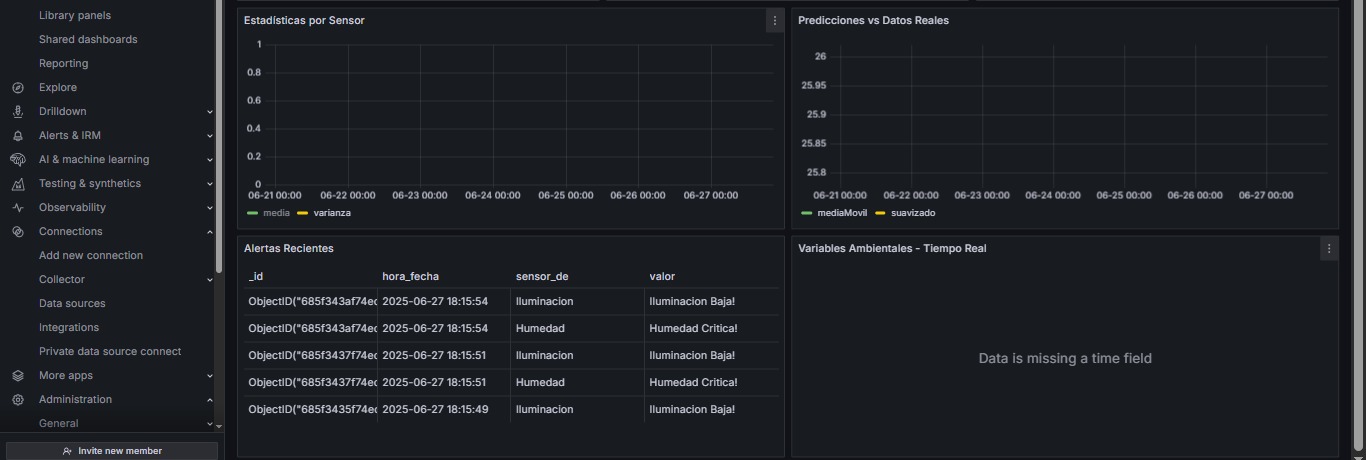 Library panels
Shared dashboards
Reporting
Explore
Drilldown
Alerts & IRM
AI & machine learning
Testing & synthetics
Observability
Connections
Add new connection
Collector
Data sources
Integrations
Private data source connect
More apps
Administration
General
Invite new member
Estadísticas por Sensor
1
0.8
0.6
0.4
0.2
0
06-21 00:00 06-22 00:00 06-23 00:00 06-24 00:00 06-25 00:00 06-26 00:00 06-27 00:00
media varianza
Predicciones vs Datos Reales
26
25.95
25.9
25.85
25.8
06-21 00:00 06-22 00:00 06-23 00:00 06-24 00:00 06-25 00:00 06-26 00:00 06-27 00:00
mediaMovil suavizado
Alertas Recientes
_id hora_fecha sensor_de valor
ObjectID("685f343af74ec 2025-06-27 18:15:54 Iluminacion Iluminacion Baja!
ObjectID("685f343af74ec 2025-06-27 18:15:54 Humedad Humedad Critica!
ObjectID("685f3437f74ec 2025-06-27 18:15:51 Iluminacion Iluminacion Baja!
ObjectID("685f3437f74ec 2025-06-27 18:15:51 Humedad Humedad Critica!
ObjectID("685f3435f74ec 2025-06-27 18:15:49 Iluminacion Iluminacion Baja!
Variables Ambientales - Tiempo Real
Data is missing a time field